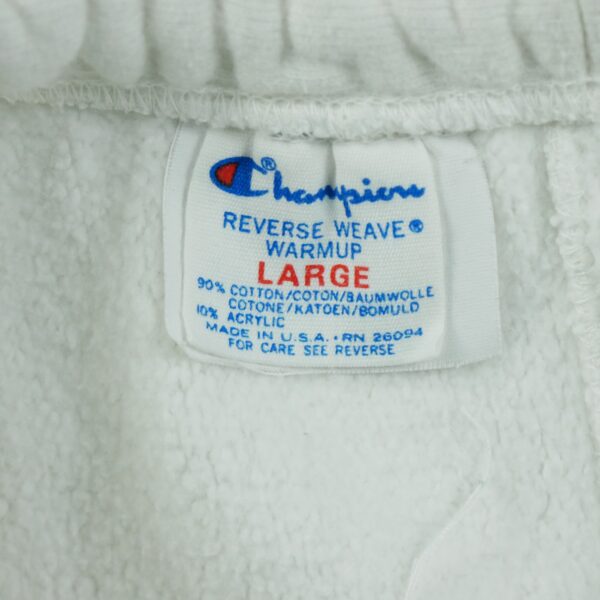 Champion®
REVERSE WEAVE®
WARMUP
LARGE
90% COTTON/COTON/BAUMWOLLE
COTONE/KATOEN/BOMULD
10% ACRYLIC
MADE IN U.S.A. · RN 26094
FOR CARE SEE REVERSE